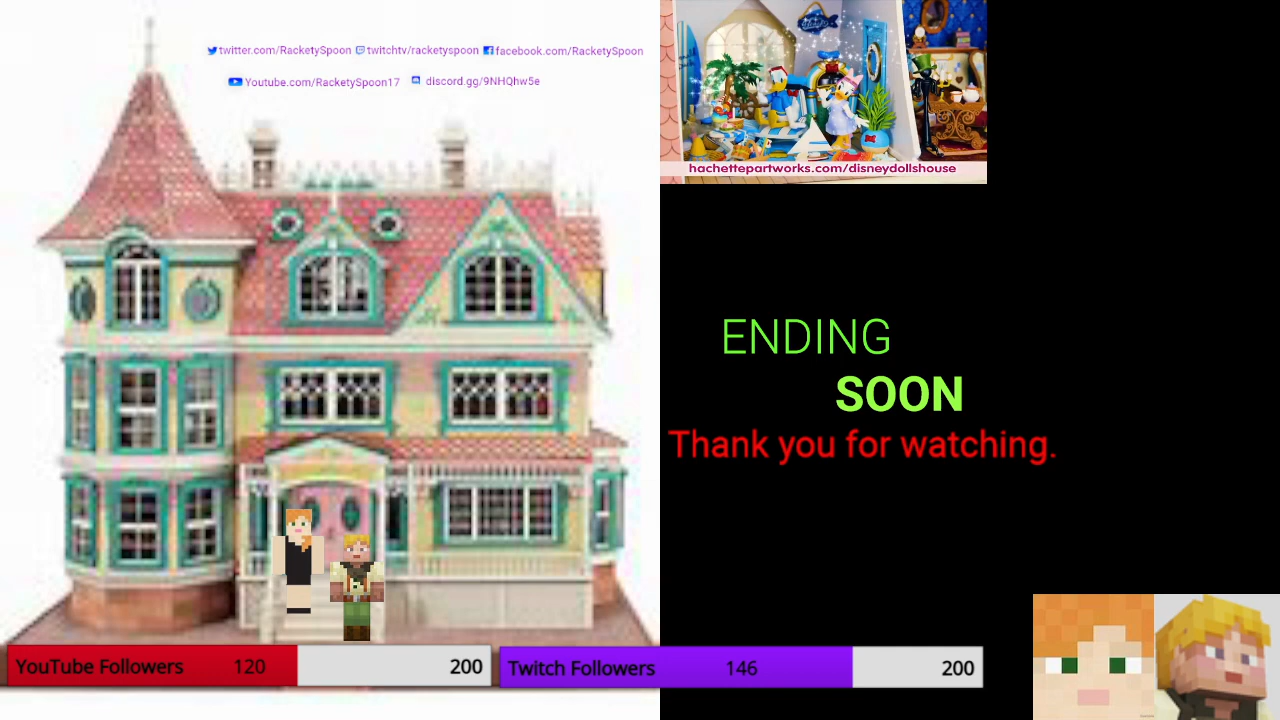 twitter.com/RacketySpoon twitchtv/racketyspoon facebook.com/RacketySpoon
Youtube.com/RacketySpoon17 discord.gg/9NHQhw5e
hachettepartworks.com/disneydollshouse
ENDING
SOON
Thank you for watching.
YouTube Followers 120 200
Twitch Followers 146 200